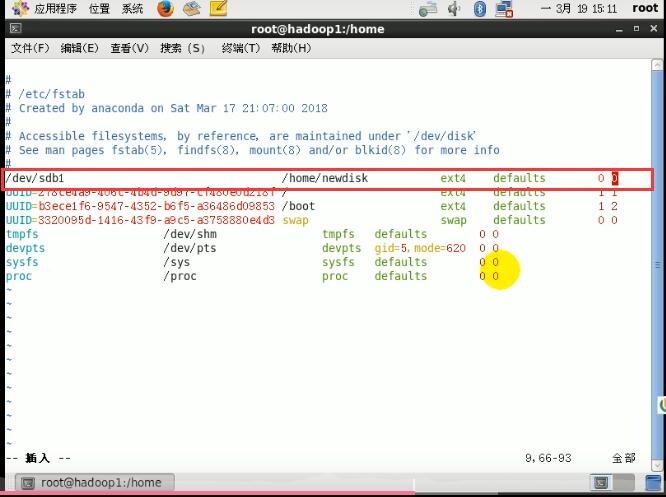 应用程序 位置 系统 一 3月 19 15:11 root
root@hadoop1:/home
文件(F) 编辑(E) 查看(V) 搜索 (S) 终端(T) 帮助(H)
#
# /etc/fstab
# Created by anaconda on Sat Mar 17 21:07:00 2018
#
# Accessible filesystems, by reference, are maintained under '/dev/disk'
# See man pages fstab(5), findfs(8), mount(8) and/or blkid(8) for more info
#
/dev/sdb1 /home/newdisk ext4 defaults 0 0
UUID=278ce4a9-406c-4b4d-9d97-cf480e0d218f / 1 1
UUID=b3ece1f6-9547-4352-b6f5-a36486d09853 /boot ext4 defaults 1 2
UUID=3320095d-1416-43f9-a9c5-a3758880e4d3 swap swap defaults 0 0
tmpfs /dev/shm tmpfs defaults 0 0
devpts /dev/pts devpts gid=5,mode=620 0 0
sysfs /sys sysfs defaults 0 0
proc /proc proc defaults 0 0
~
~
~
~
~
~
~
~
~
~
~
~
-- 插入 -- 9,66-93 全部
root@hadoop1:/home